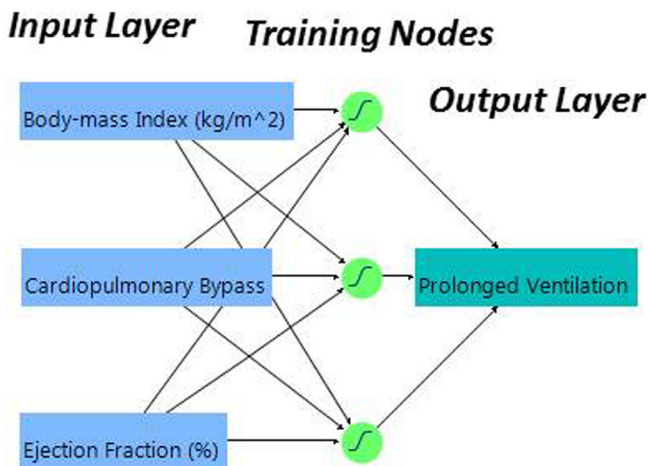 Input Layer
Training Nodes
Output Layer
Body-mass Index (kg/m^2)
Cardiopulmonary Bypass
Prolonged Ventilation
Ejection Fraction (%)